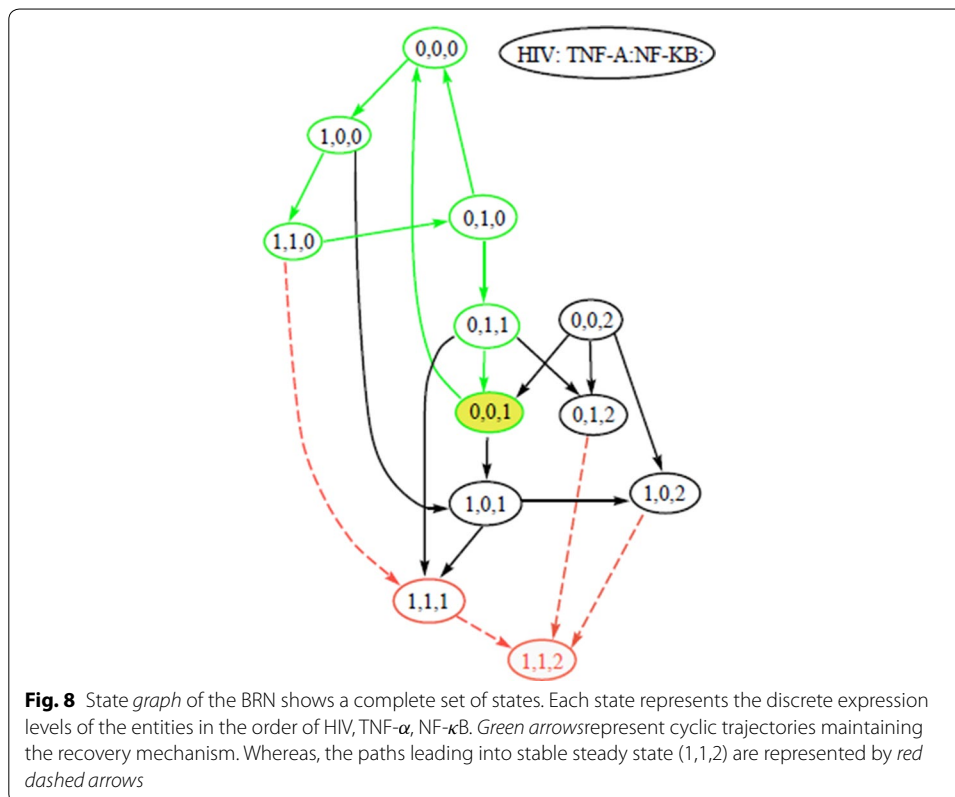 0,0,0
HIV: TNF-A:NF-KB:
1,0,0
0,1,0
1,1,0
0,1,1
0,0,2
0,0,1
0,1,2
1,0,1
1,0,2
1,1,1
1,1,2
Fig. 8 State graph of the BRN shows a complete set of states. Each state represents the discrete expression
levels of the entities in the order of HIV, TNF-α, NF-κB. Green arrowsrepresent cyclic trajectories maintaining
the recovery mechanism. Whereas, the paths leading into stable steady state (1,1,2) are represented by red
dashed arrows